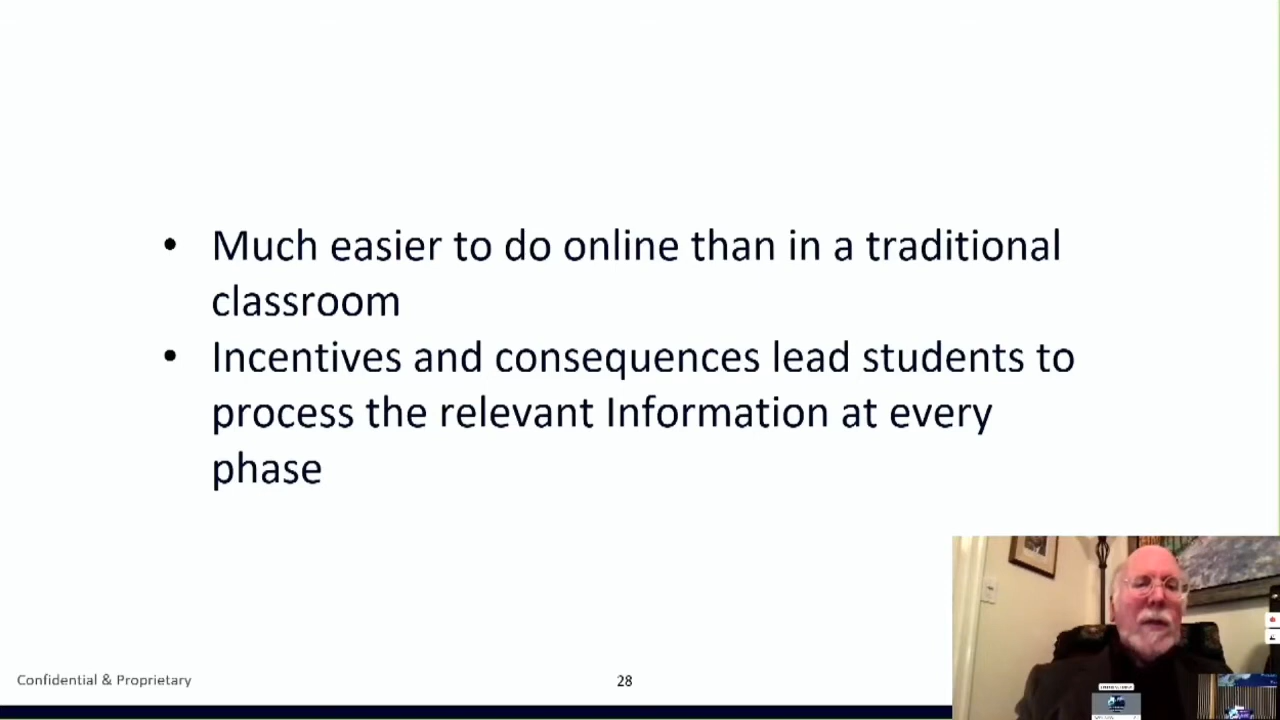 • Much easier to do online than in a traditional
classroom
• Incentives and consequences lead students to
process the relevant Information at every
phase
Confidential & Proprietary
28